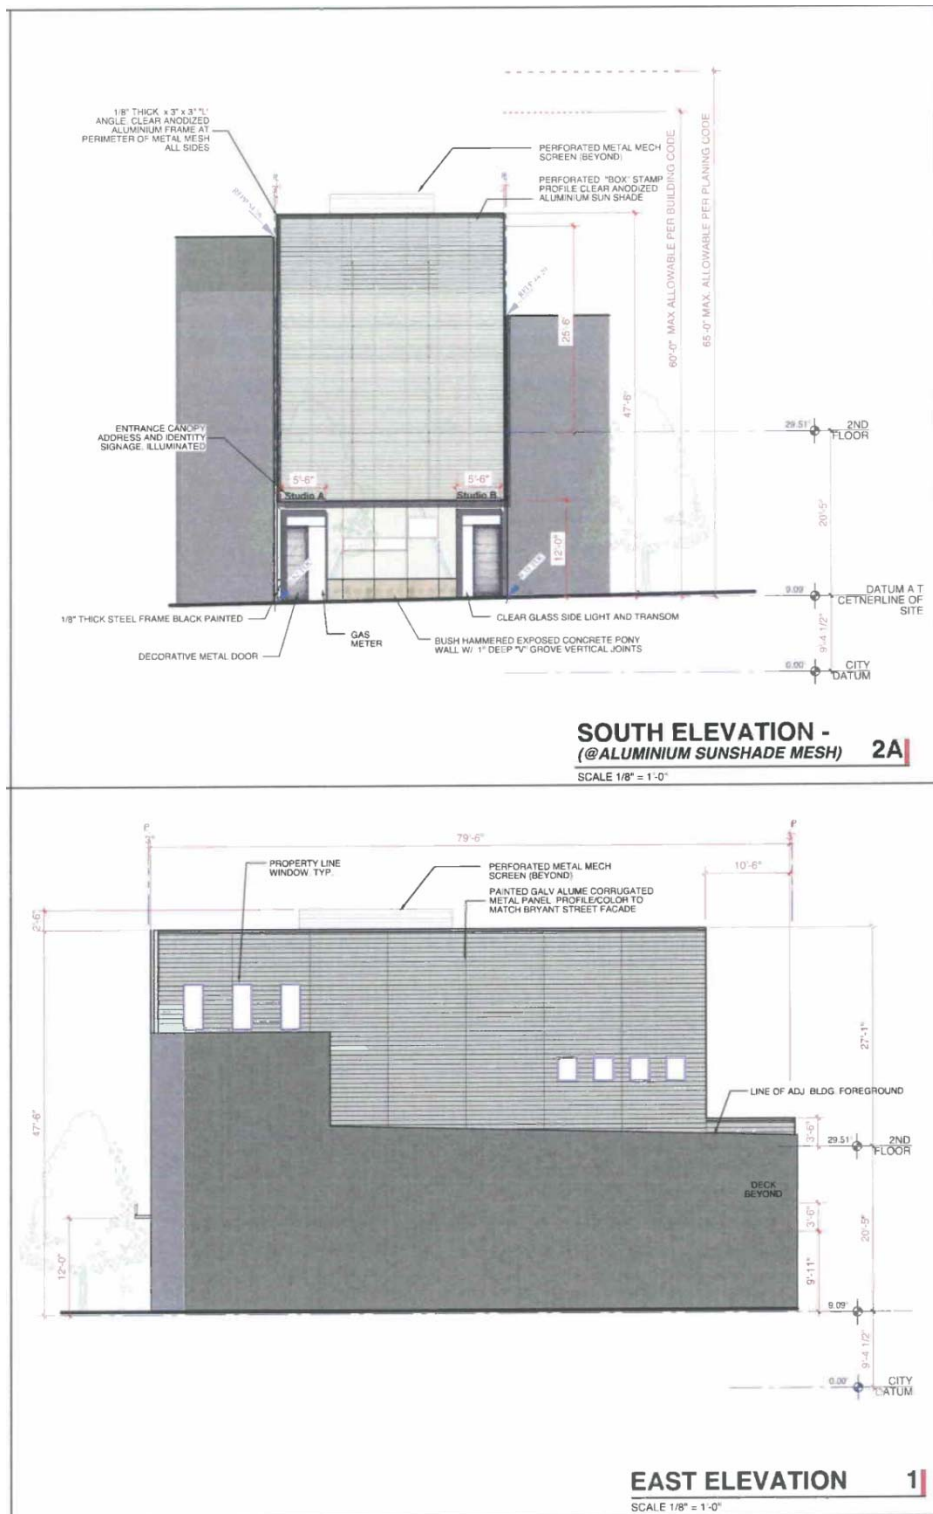 1/8" THICK x 3" x 3" "L"
ANGLE. CLEAR ANODIZED
ALUMINIUM FRAME AT
PERIMETER OF METAL MESH
ALL SIDES
PERFORATED METAL MECH
SCREEN (BEYOND)
PERFORATED "BOX" STAMP
PROFILE CLEAR ANODIZED
ALUMINIUM SUN SHADE
60'-0" MAX ALLOWABLE PER BUILDING CODE
65'-0" MAX. ALLOWABLE PER PLANING CODE
25'-6"
47'-6"
ENTRANCE CANOPY
ADDRESS AND IDENTITY
SIGNAGE. ILLUMINATED
29.51'
2ND
FLOOR
5'-6"
5'-6"
Studio A
Studio B
20'-5"
12'-0"
9.09'
DATUM A T
CETNERLINE OF
SITE
1/8" THICK STEEL FRAME BLACK PAINTED
CLEAR GLASS SIDE LIGHT AND TRANSOM
GAS
METER
BUSH HAMMERED EXPOSED CONCRETE PONY
WALL W/ 1" DEEP "V" GROVE VERTICAL JOINTS
DECORATIVE METAL DOOR
9'-4 1/2"
0.00'
CITY
DATUM
SOUTH ELEVATION -
(@ALUMINIUM SUNSHADE MESH)
2A
SCALE 1/8" = 1'-0"
79'-6"
PROPERTY LINE
WINDOW. TYP.
PERFORATED METAL MECH
SCREEN (BEYOND)
10'-6"
PAINTED GALV ALUME CORRUGATED
METAL PANEL PROFILE/COLOR TO
MATCH BRYANT STREET FACADE
2'-6"
27'-1"
47'-6"
LINE OF ADJ. BLDG. FOREGROUND
3'-6"
29.51'
2ND
FLOOR
DECK
BEYOND
3'-6"
20'-5"
12'-0"
9'-11"
9.09'
9'-4 1/2"
0.00'
CITY
DATUM
EAST ELEVATION
1
SCALE 1/8" = 1'-0"